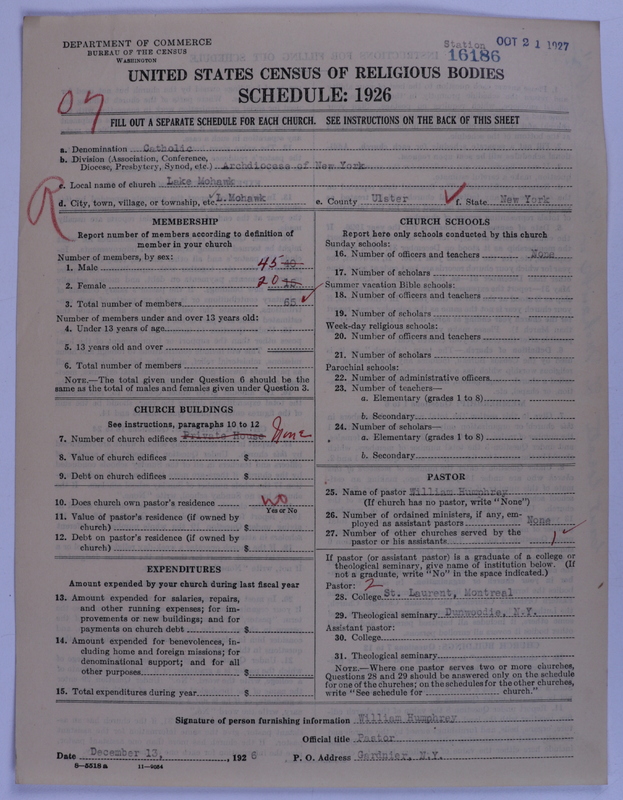 DEPARTMENT OF COMMERCE
BUREAU OF THE CENSUS
WASHINGTON
Station OCT 21 1927
16186
UNITED STATES CENSUS OF RELIGIOUS BODIES
SCHEDULE: 1926
07
FILL OUT A SEPARATE SCHEDULE FOR EACH CHURCH. SEE INSTRUCTIONS ON THE BACK OF THIS SHEET
a. Denomination Catholic
b. Division (Association, Conference,
Diocese, Presbytery, Synod, etc.) Archdiocese of New York
R
c. Local name of church Lake Mohawk
d. City, town, village, or township, etc. L.Mohawk e. County Ulster ✓ f. State New York
MEMBERSHIP
Report number of members according to definition of
member in your church
Number of members, by sex:
1. Male 45 40
2. Female 20 15
3. Total number of members 65 ✓
Number of members under and over 13 years old:
4. Under 13 years of age
5. 13 years old and over
6. Total number of members
NOTE.—The total given under Question 6 should be the
same as the total of males and females given under Question 3.
CHURCH BUILDINGS
See instructions, paragraphs 10 to 12
7. Number of church edifices Private House None
8. Value of church edifices $
9. Debt on church edifices $
10. Does church own pastor's residence no
Yes or No
11. Value of pastor's residence (if owned by
church) $
12. Debt on pastor's residence (if owned by
church) $
EXPENDITURES
Amount expended by your church during last fiscal year
13. Amount expended for salaries, repairs,
and other running expenses; for im-
provements or new buildings; and for
payments on church debt $
14. Amount expended for benevolences, in-
cluding home and foreign missions; for
denominational support; and for all
other purposes $
15. Total expenditures during year $
CHURCH SCHOOLS
Report here only schools conducted by this church
Sunday schools:
16. Number of officers and teachers None
17. Number of scholars
Summer vacation Bible schools:
18. Number of officers and teachers
19. Number of scholars
Week-day religious schools:
20. Number of officers and teachers
21. Number of scholars
Parochial schools:
22. Number of administrative officers
23. Number of teachers—
a. Elementary (grades 1 to 8)
b. Secondary
24. Number of scholars—
a. Elementary (grades 1 to 8)
b. Secondary
PASTOR
25. Name of pastor William Humphrey
(If church has no pastor, write "None")
26. Number of ordained ministers, if any, em-
ployed as assistant pastors None
27. Number of other churches served by the
pastor or his assistants 1 ✓
If pastor (or assistant pastor) is a graduate of a college or
theological seminary, give name of institution below. (If
not a graduate, write "No" in the space indicated.)
Pastor: 2
28. College St. Laurent, Montreal
29. Theological seminary Dunwoodie, N.Y.
Assistant pastor:
30. College
31. Theological seminary
NOTE.—Where one pastor serves two or more churches,
Questions 28 and 29 should be answered only on the schedule
for one of the churches; on the schedules for the other churches,
write "See schedule for church."
Signature of person furnishing information William Humphrey
Official title Pastor
Date December 13, , 1926 P. O. Address Gardnier, N.Y.
8-5518 a 11-9054